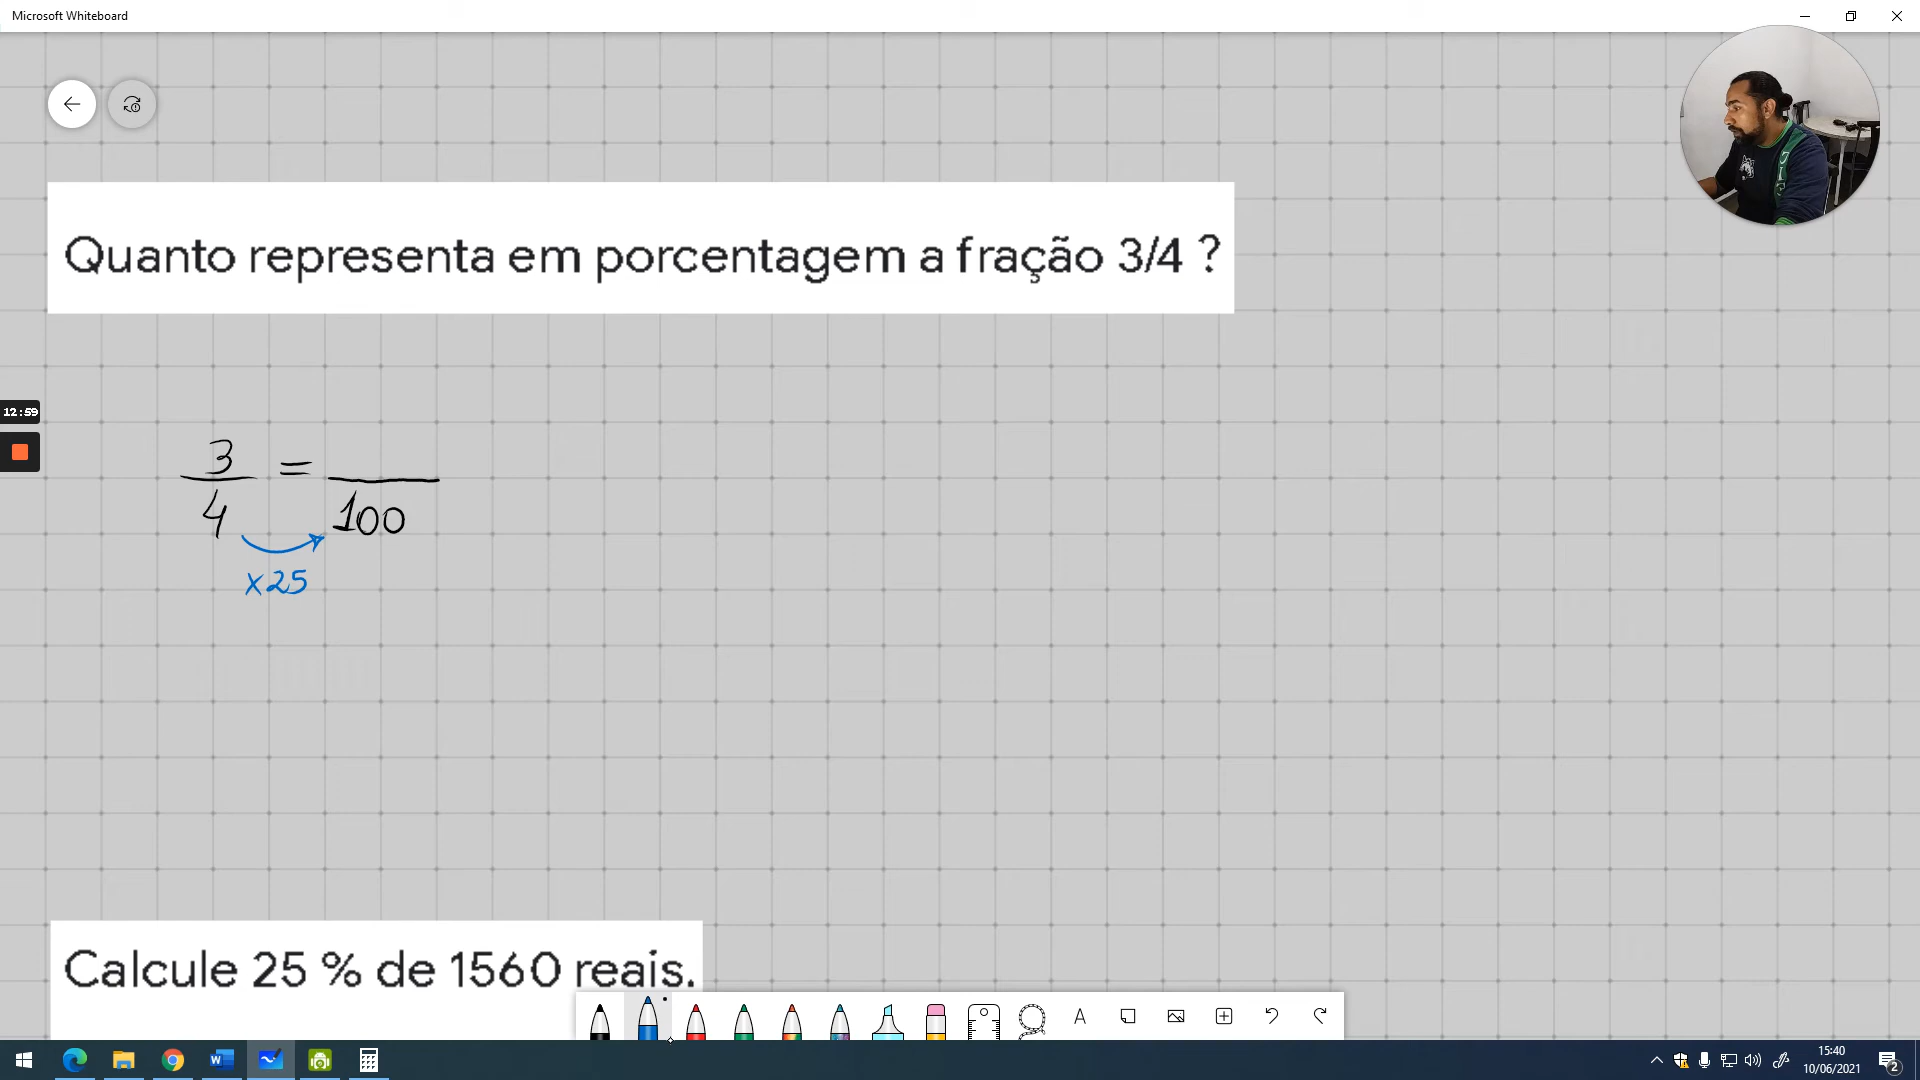 Microsoft Whiteboard
Quanto representa em porcentagem a fração 3/4 ?
12:59
3
=
4
100
x25
Calcule 25 % de 1560 reais.
A
15:40
10/06/2021
2